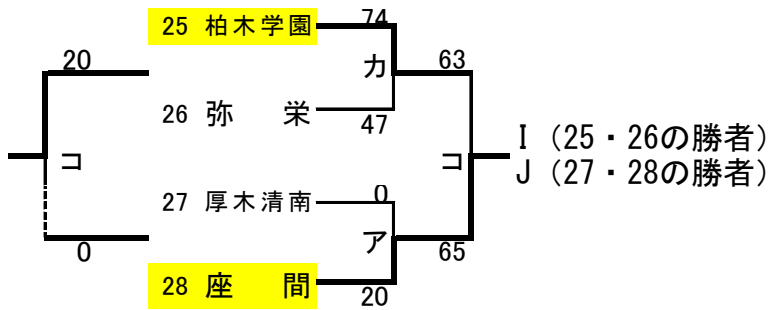 25 柏木学園
74
20
カ
63
26 弥　栄
47
コ
コ
I (25・26の勝者)
J (27・28の勝者)
27 厚木清南
0
ア
0
65
28 座　間
20